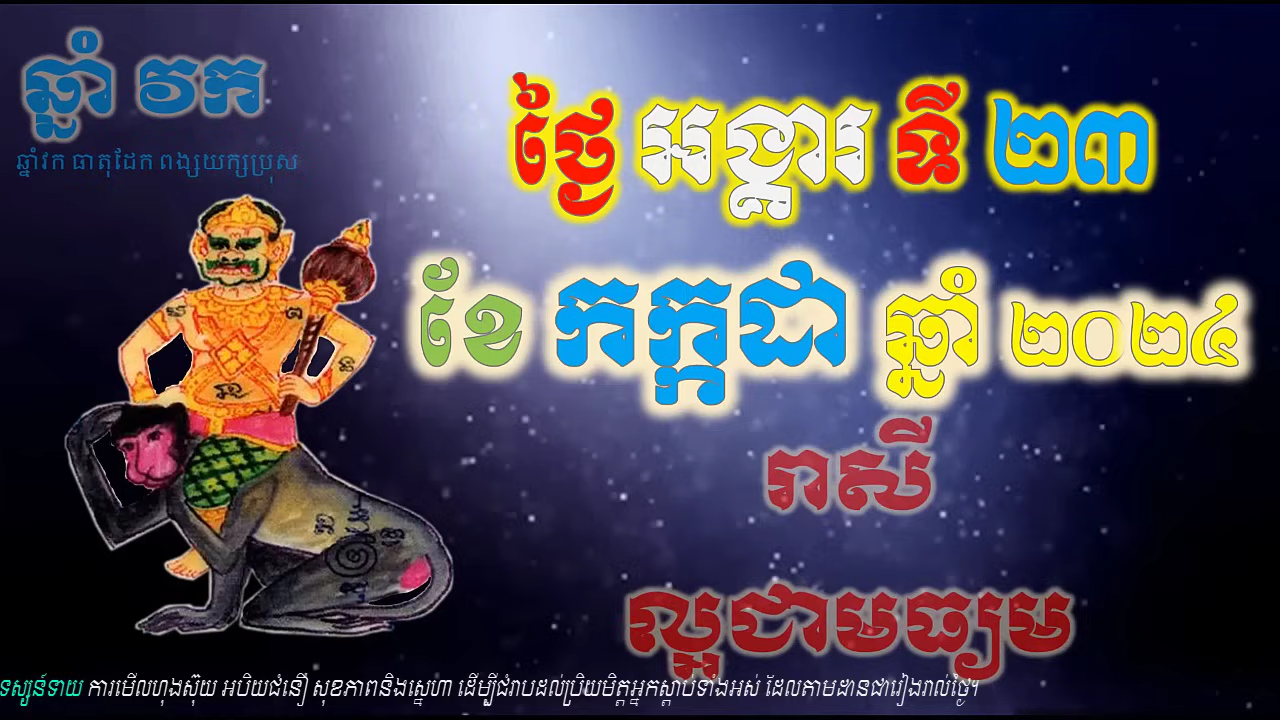 ឆ្នាំ វក
ឆ្នាំវក ធាតុដែក ពង្សយក្សប្រុស
ថ្ងៃ អង្គារ ទី ២៣
ខែ កក្កដា ឆ្នាំ ២០២៤
រាសី
ល្អជាមធ្យម
ទស្សន៍ទាយ ការមើលហុងស៊ុយ អបិយជំនឿ សុខភាពនិងស្នេហា ដើម្បីជំរាបដល់ប្រិយមិត្តអ្នកស្តាប់ទាំងអស់ ដែលតាមដានជារៀងរាល់ថ្ងៃ។